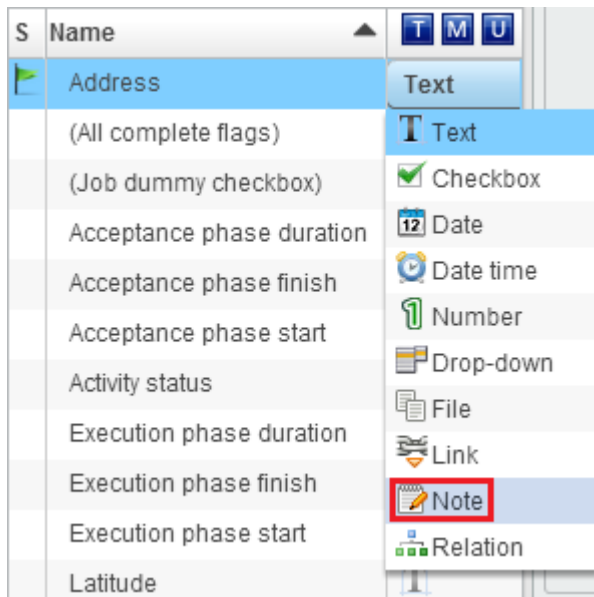 S Name T M U
Address Text
(All complete flags) T Text
(Job dummy checkbox) Checkbox
Acceptance phase duration 12 Date
Acceptance phase finish Date time
Acceptance phase start 1 Number
Activity status Drop-down
Execution phase duration File
Execution phase finish Link
Execution phase start Note
Latitude Relation
T